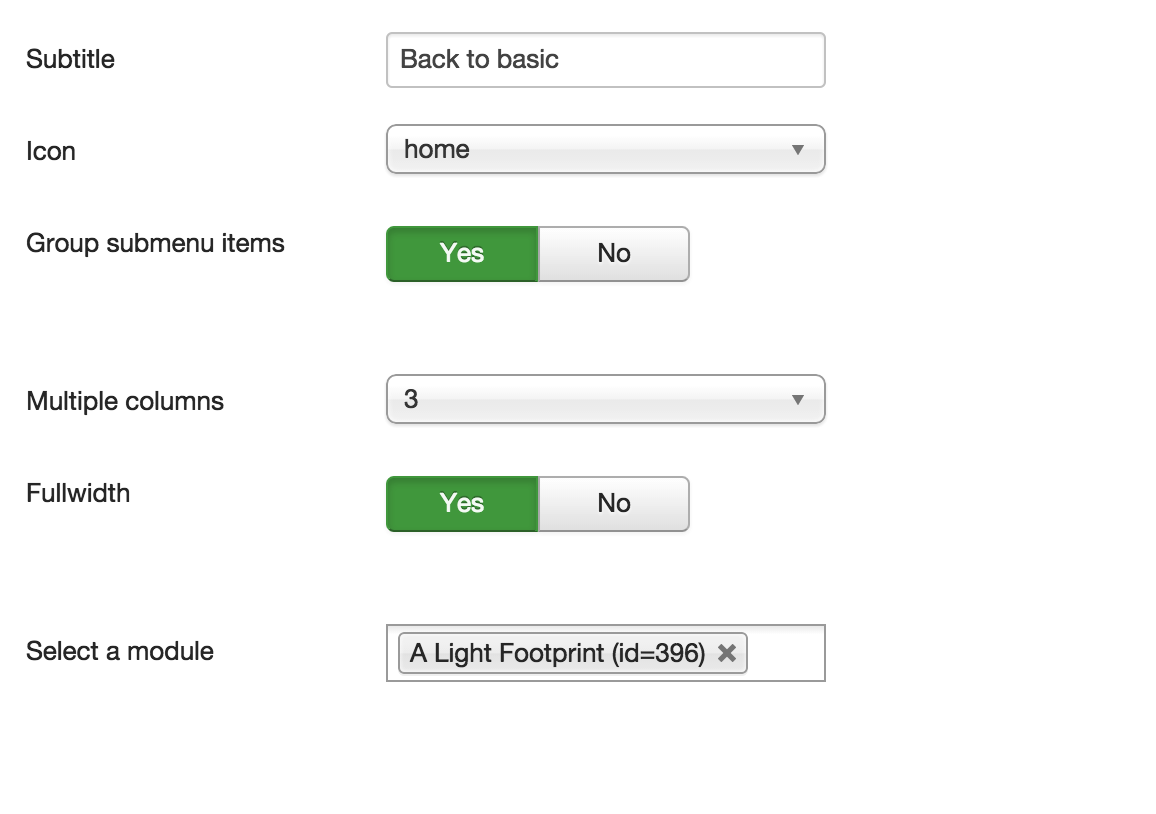 Subtitle Back to basic
Icon home
Group submenu items Yes No
Multiple columns 3
Fullwidth Yes No
Select a module A Light Footprint (id=396)